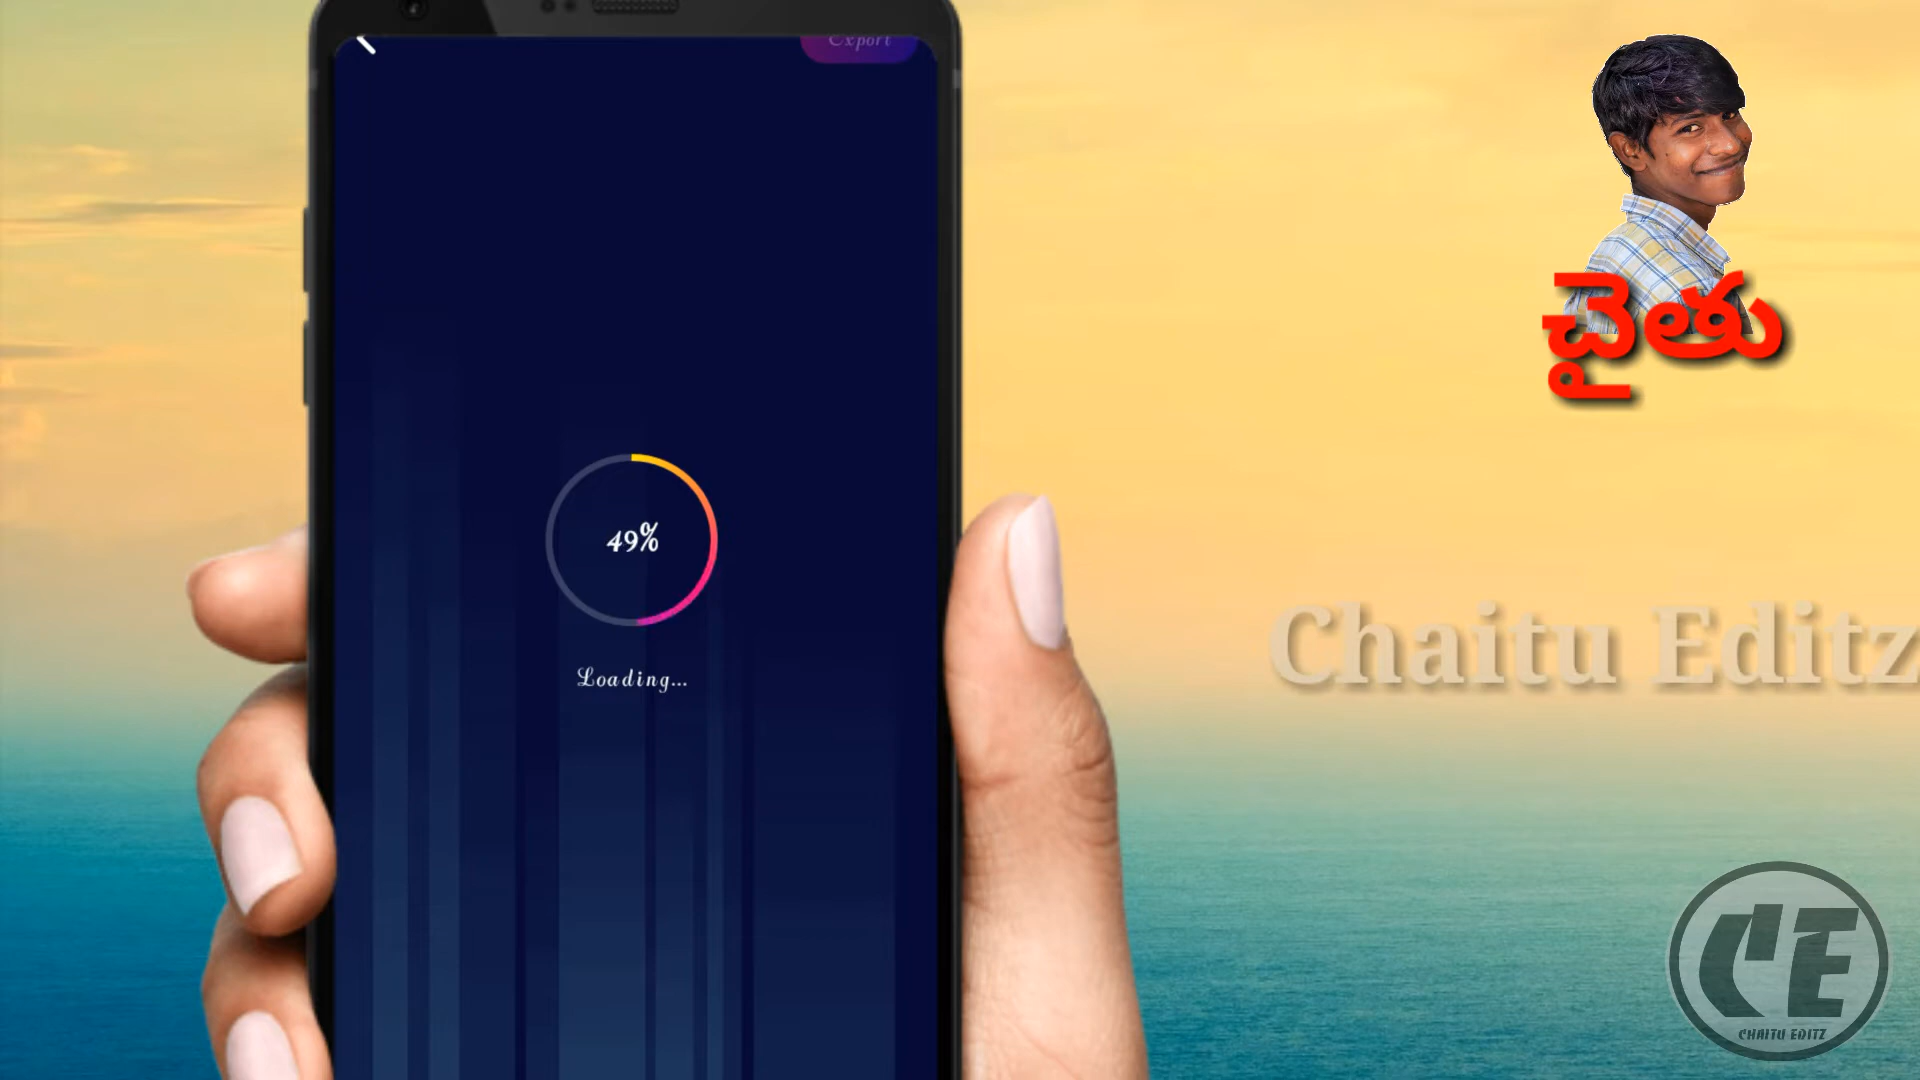 Export
చైతు
49%
Loading...
Chaitu Editz
CE
CHAITU EDITZ